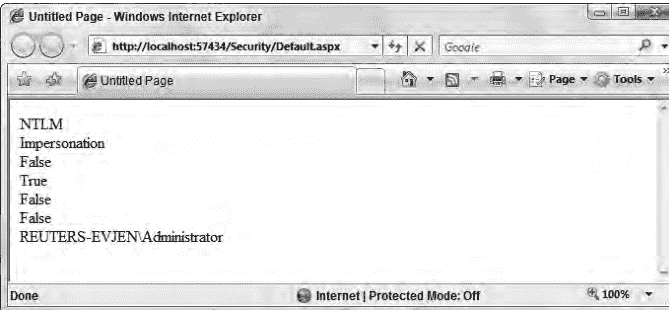 Untitled Page - Windows Internet Explorer
http://localhost:57434/Security/Default.aspx
Google
Untitled Page
Page
Tools
NTLM
Impersonation
False
True
False
False
REUTERS-EVJEN\Administrator
Done
Internet | Protected Mode: Off
100%